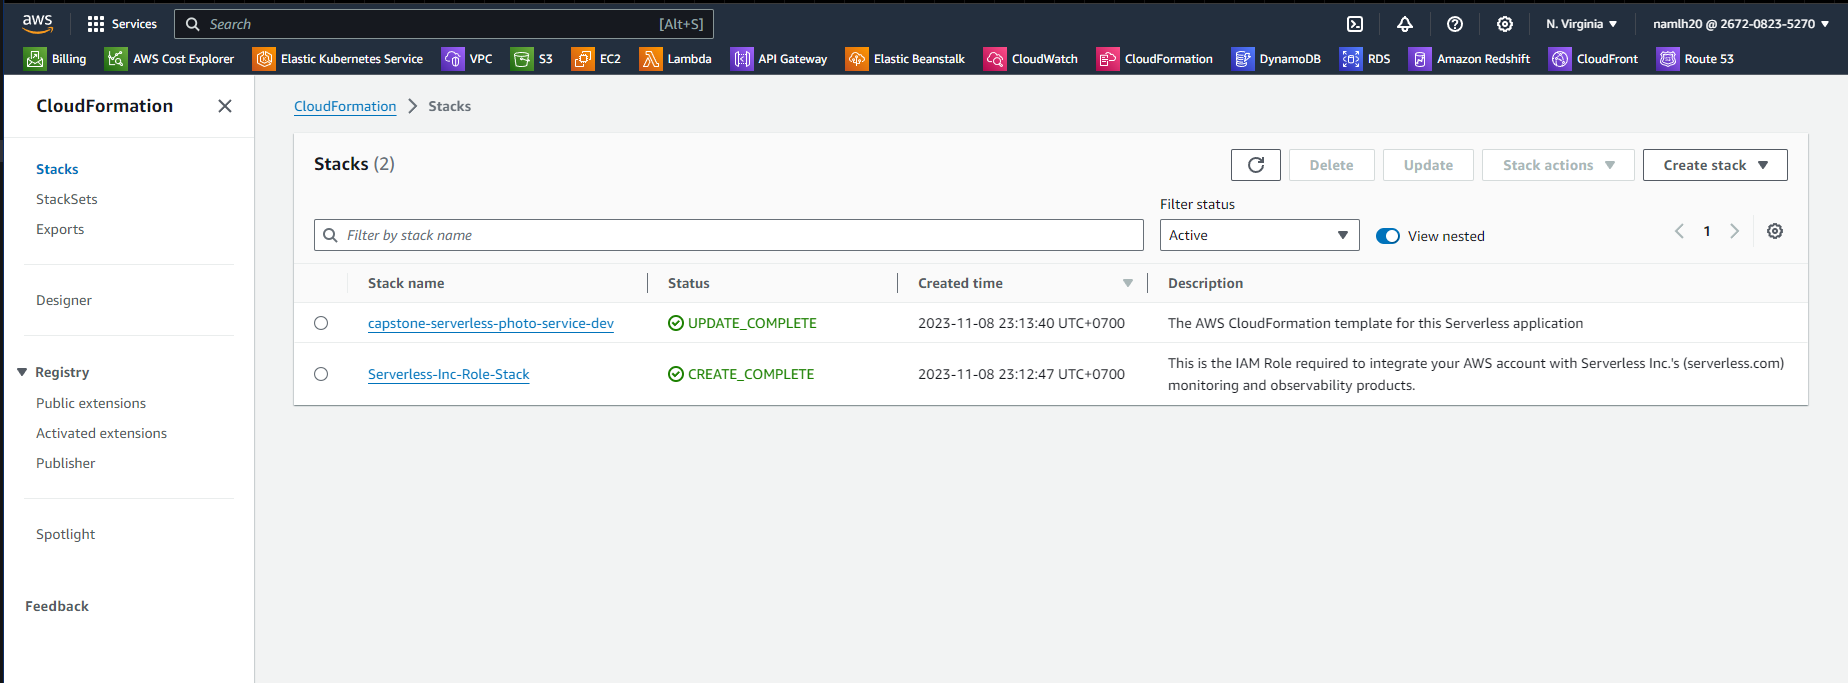 aws
Services
Search [Alt+S]
N. Virginia
namlh20 @ 2672-0823-5270
Billing
AWS Cost Explorer
Elastic Kubernetes Service
VPC
S3
EC2
Lambda
API Gateway
Elastic Beanstalk
CloudWatch
CloudFormation
DynamoDB
RDS
Amazon Redshift
CloudFront
Route 53
CloudFormation
Stacks
StackSets
Exports
Designer
Registry
Public extensions
Activated extensions
Publisher
Spotlight
Feedback
CloudFormation > Stacks
Stacks (2)
Delete
Update
Stack actions
Create stack
Filter by stack name
Filter status
Active
View nested
1
Stack name Status Created time Description
capstone-serverless-photo-service-dev UPDATE_COMPLETE 2023-11-08 23:13:40 UTC+0700 The AWS CloudFormation template for this Serverless application
Serverless-Inc-Role-Stack CREATE_COMPLETE 2023-11-08 23:12:47 UTC+0700 This is the IAM Role required to integrate your AWS account with Serverless Inc.'s (serverless.com)
monitoring and observability products.